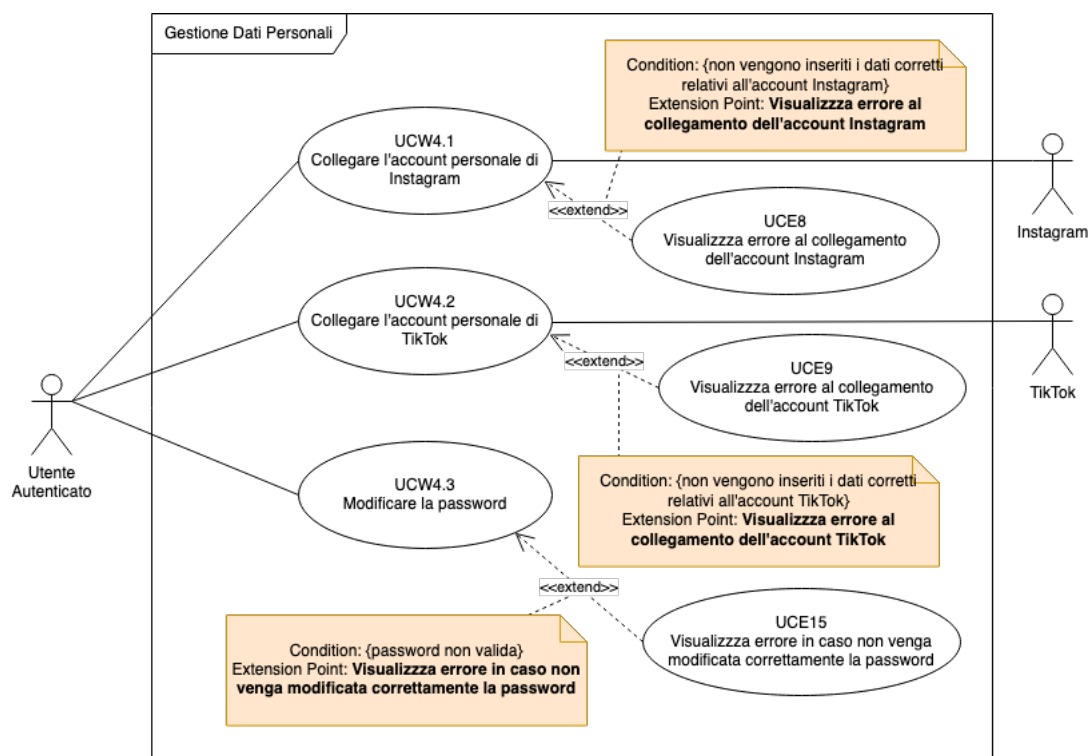 Gestione Dati Personali
Condition: {non vengono inseriti i dati corretti
relativi all'account Instagram}
Extension Point: Visualizzza errore al
collegamento dell'account Instagram
UCW4.1
Collegare l'account personale di
Instagram
<<extend>>
UCE8
Visualizzza errore al collegamento
dell'account Instagram
Instagram
UCW4.2
Collegare l'account personale di
TikTok
<<extend>>
UCE9
Visualizzza errore al collegamento
dell'account TikTok
TikTok
Utente
Autenticato
UCW4.3
Modificare la password
Condition: {non vengono inseriti i dati corretti
relativi all'account TikTok}
Extension Point: Visualizzza errore al
collegamento dell'account TikTok
<<extend>>
UCE15
Visualizzza errore in caso non venga
modificata correttamente la password
Condition: {password non valida}
Extension Point: Visualizzza errore in caso non
venga modificata correttamente la password